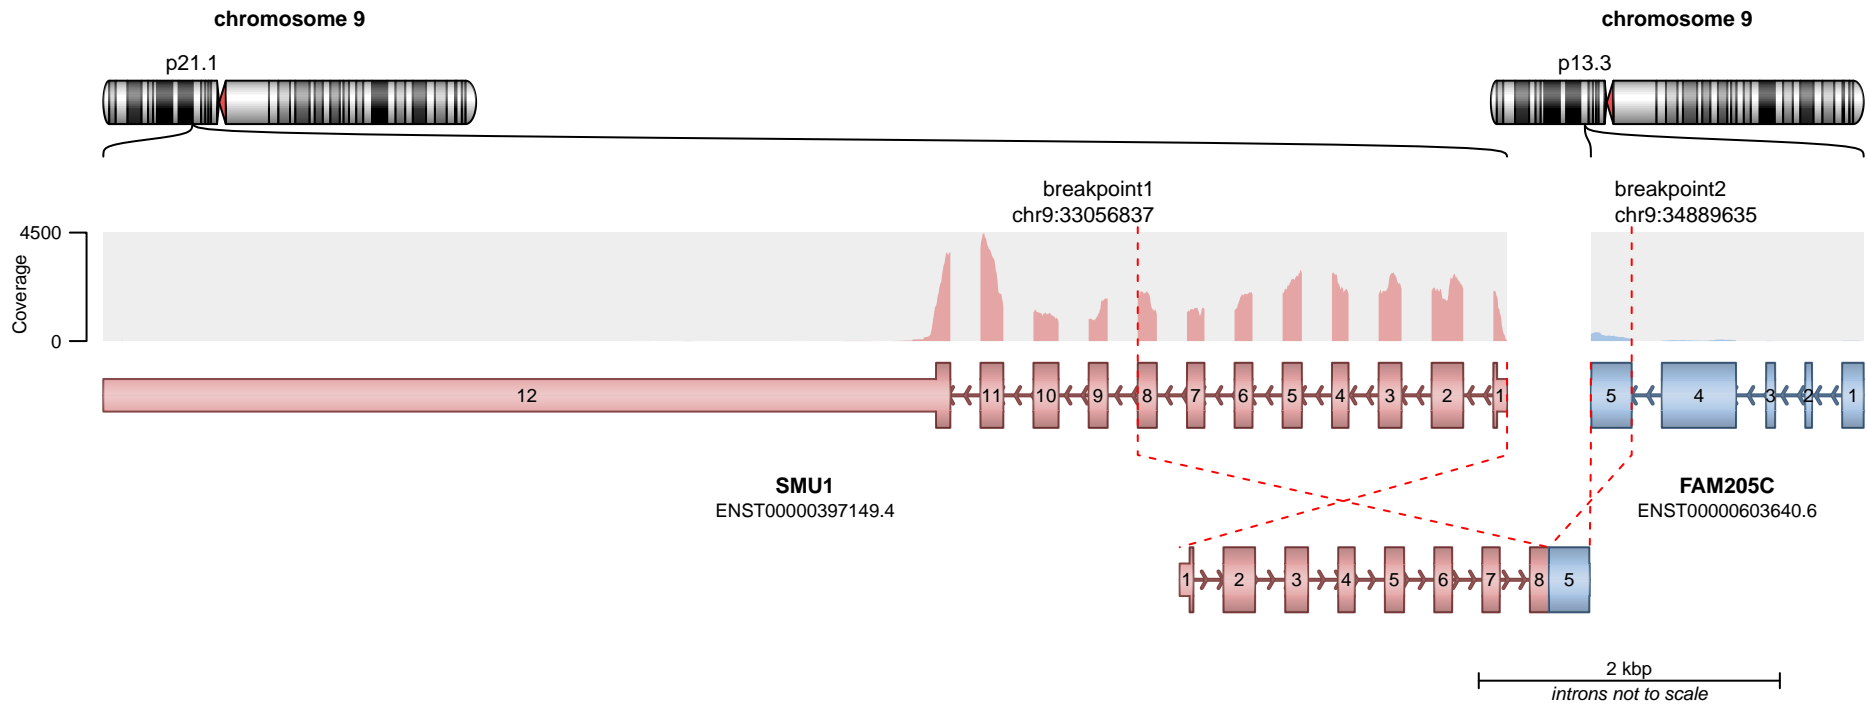 chromosome 9
chromosome 9
p21.1
p13.3
breakpoint1
chr9:33056837
breakpoint2
chr9:34889635
4500
Coverage
0
12
11
10
9
8
7
6
5
4
3
2
1
5
4
3
2
1
SMU1
ENST00000397149.4
FAM205C
ENST00000603640.6
1
2
3
4
5
6
7
8
5
2 kbp
introns not to scale